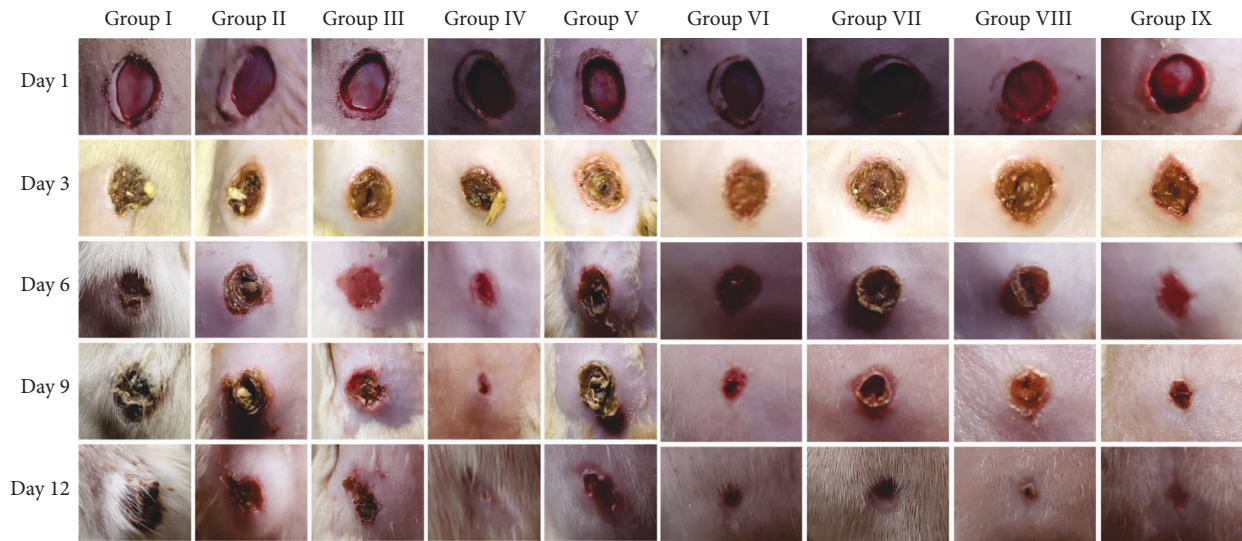 Group I Group II Group III Group IV Group V Group VI Group VII Group VIII Group IX
Day 1
Day 3
Day 6
Day 9
Day 12